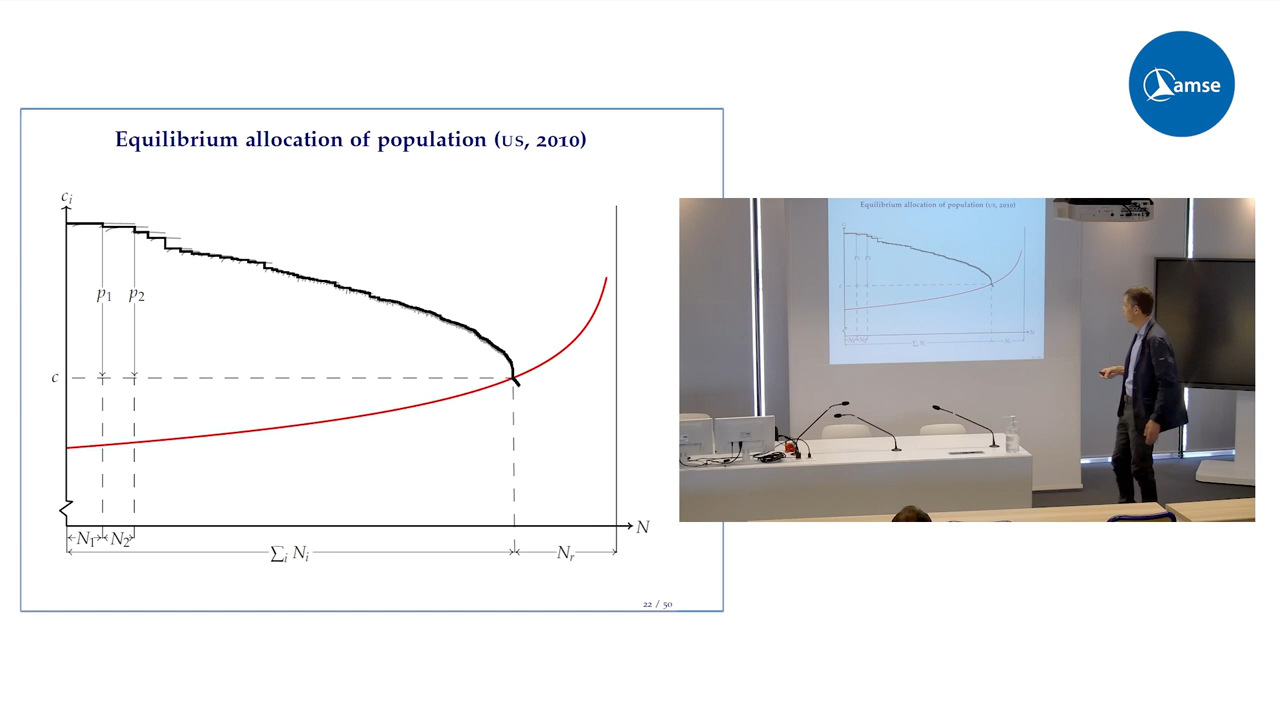 amse
Equilibrium allocation of population (US, 2010)
c_i
p_1 p_2
c
N
N_1 N_2
∑_i N_i N_r
22 / 50
Equilibrium allocation of population (US, 2010)